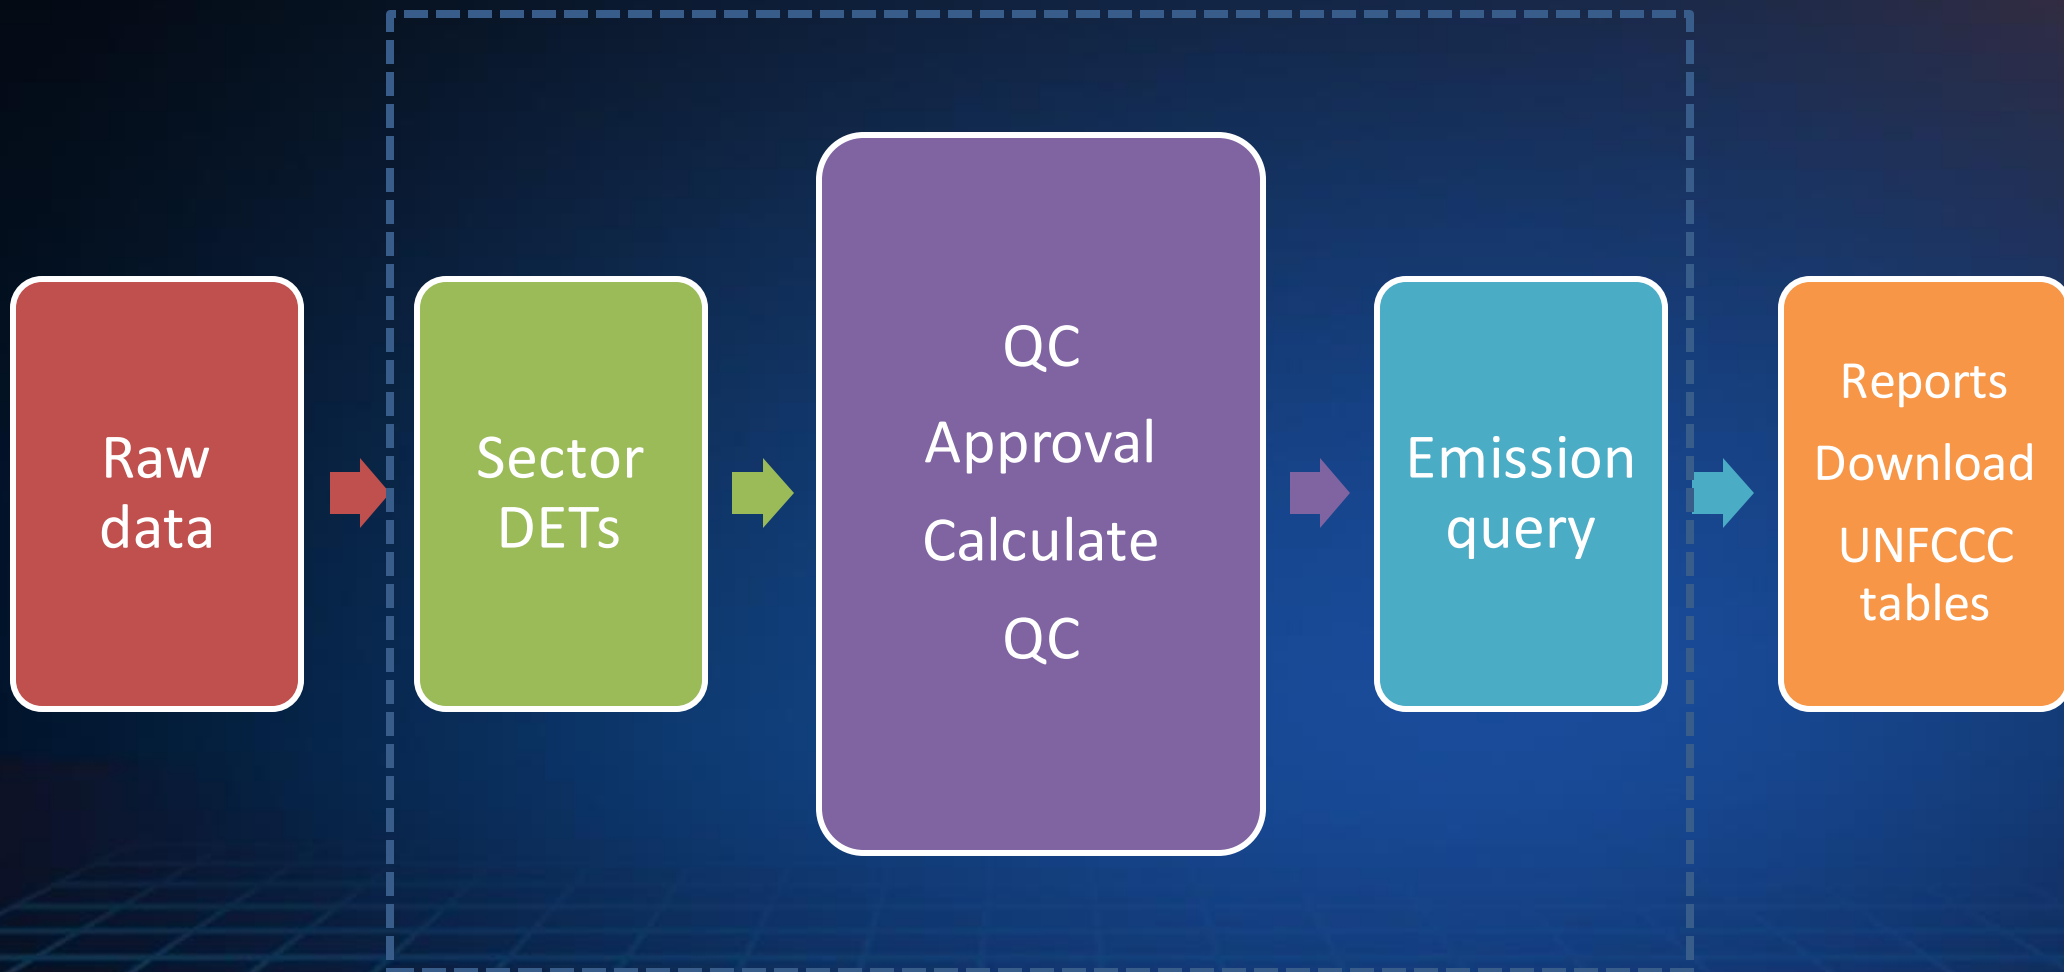 Raw
data
Sector
DETs
QC
Approval
Calculate
QC
Emission
query
Reports
Download
UNFCCC
tables